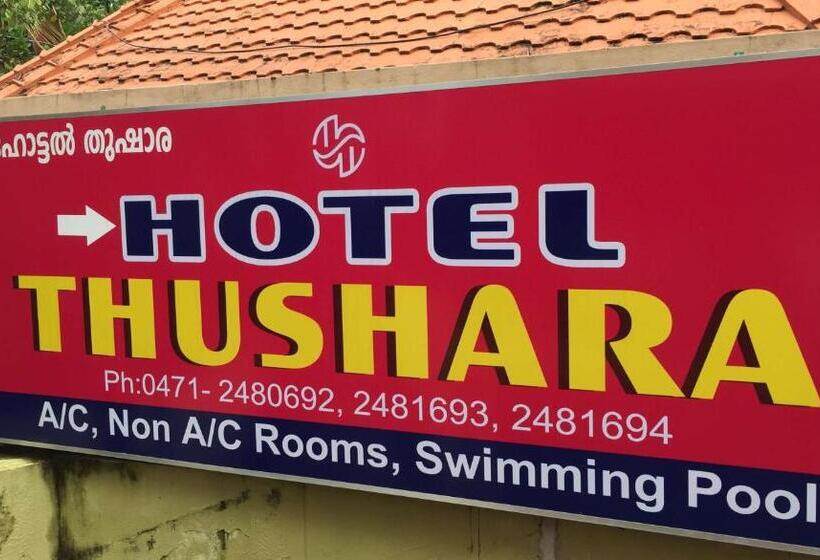 ഹോട്ടൽ തുഷാര
HOTEL
THUSHARA
Ph:0471- 2480692, 2481693, 2481694
A/C, Non A/C Rooms, Swimming Pool